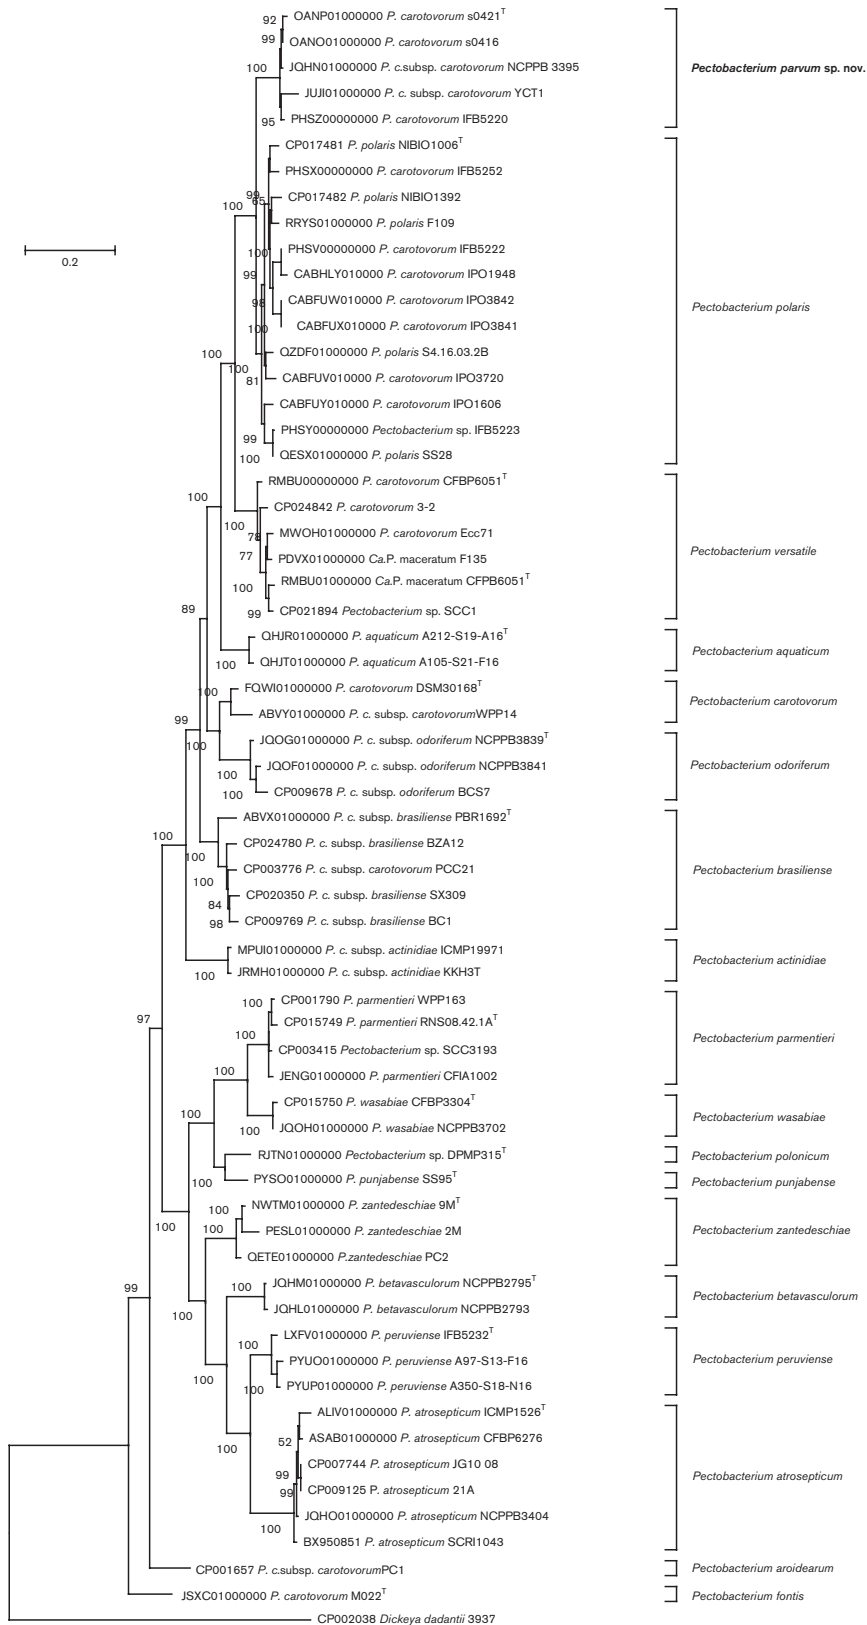 92 OANP01000000 P. carotovorum s0421T
99 OANO01000000 P. carotovorum s0416
100 JQHN01000000 P. c.subsp. carotovorum NCPPB 3395
Pectobacterium parvum sp. nov.
JUJI01000000 P. c. subsp. carotovorum YCT1
95 PHSZ00000000 P. carotovorum IFB5220
CP017481 P. polaris NIBIO1006T
PHSX00000000 P. carotovorum IFB5252
99
65 CP017482 P. polaris NIBIO1392
100
RRYS01000000 P. polaris F109
100 PHSV00000000 P. carotovorum IFB5222
0.2
99 CABHLY010000 P. carotovorum IPO1948
98 CABFUW010000 P. carotovorum IPO3842
Pectobacterium polaris
100 CABFUX010000 P. carotovorum IPO3841
100 QZDF01000000 P. polaris S4.16.03.2B
100
81 CABFUV010000 P. carotovorum IPO3720
CABFUY010000 P. carotovorum IPO1606
99 PHSY00000000 Pectobacterium sp. IFB5223
100 QESX01000000 P. polaris SS28
RMBU00000000 P. carotovorum CFBP6051T
100
CP024842 P. carotovorum 3-2
100
78 MWOH01000000 P. carotovorum Ecc71
Pectobacterium versatile
77 PDVX01000000 Ca.P. maceratum F135
100 RMBU01000000 Ca.P. maceratum CFPB6051T
99 CP021894 Pectobacterium sp. SCC1
89
QHJR01000000 P. aquaticum A212-S19-A16T
Pectobacterium aquaticum
100 QHJT01000000 P. aquaticum A105-S21-F16
100 FQWI01000000 P. carotovorum DSM30168T
Pectobacterium carotovorum
ABVY01000000 P. c. subsp. carotovorumWPP14
99
100 JQOG01000000 P. c. subsp. odoriferum NCPPB3839T
Pectobacterium odoriferum
100 JQOF01000000 P. c. subsp. odoriferum NCPPB3841
100 CP009678 P. c. subsp. odoriferum BCS7
ABVX01000000 P. c. subsp. brasiliense PBR1692T
100
CP024780 P. c. subsp. brasiliense BZA12
100
CP003776 P. c. subsp. carotovorum PCC21
Pectobacterium brasiliense
100
CP020350 P. c. subsp. brasiliense SX309
84
98 CP009769 P. c. subsp. brasiliense BC1
MPUI01000000 P. c. subsp. actinidiae ICMP19971
Pectobacterium actinidiae
100 JRMH01000000 P. c. subsp. actinidiae KKH3T
100 CP001790 P. parmentieri WPP163
97
CP015749 P. parmentieri RNS08.42.1AT
100
Pectobacterium parmentieri
CP003415 Pectobacterium sp. SCC3193
100
JENG01000000 P. parmentieri CFIA1002
CP015750 P. wasabiae CFBP3304T
100
Pectobacterium wasabiae
100 JQOH01000000 P. wasabiae NCPPB3702
RJTN01000000 Pectobacterium sp. DPMP315T
Pectobacterium polonicum
100 PYSO01000000 P. punjabense SS95T
Pectobacterium punjabense
100 NWTM01000000 P. zantedeschiae 9MT
100
100 PESL01000000 P. zantedeschiae 2M
Pectobacterium zantedeschiae
QETE01000000 P.zantedeschiae PC2
99
100 JQHM01000000 P. betavasculorum NCPPB2795T
Pectobacterium betavasculorum
JQHL01000000 P. betavasculorum NCPPB2793
100
100 LXFV01000000 P. peruviense IFB5232T
Pectobacterium peruviense
PYUO01000000 P. peruviense A97-S13-F16
100
100 PYUP01000000 P. peruviense A350-S18-N16
ALIV01000000 P. atrosepticum ICMP1526T
52 ASAB01000000 P. atrosepticum CFBP6276
100
CP007744 P. atrosepticum JG10 08
99
Pectobacterium atrosepticum
99 CP009125 P. atrosepticum 21A
JQHO01000000 P. atrosepticum NCPPB3404
100
BX950851 P. atrosepticum SCRI1043
CP001657 P. c.subsp. carotovorumPC1
Pectobacterium aroidearum
JSXC01000000 P. carotovorum M022T
Pectobacterium fontis
CP002038 Dickeya dadantii 3937